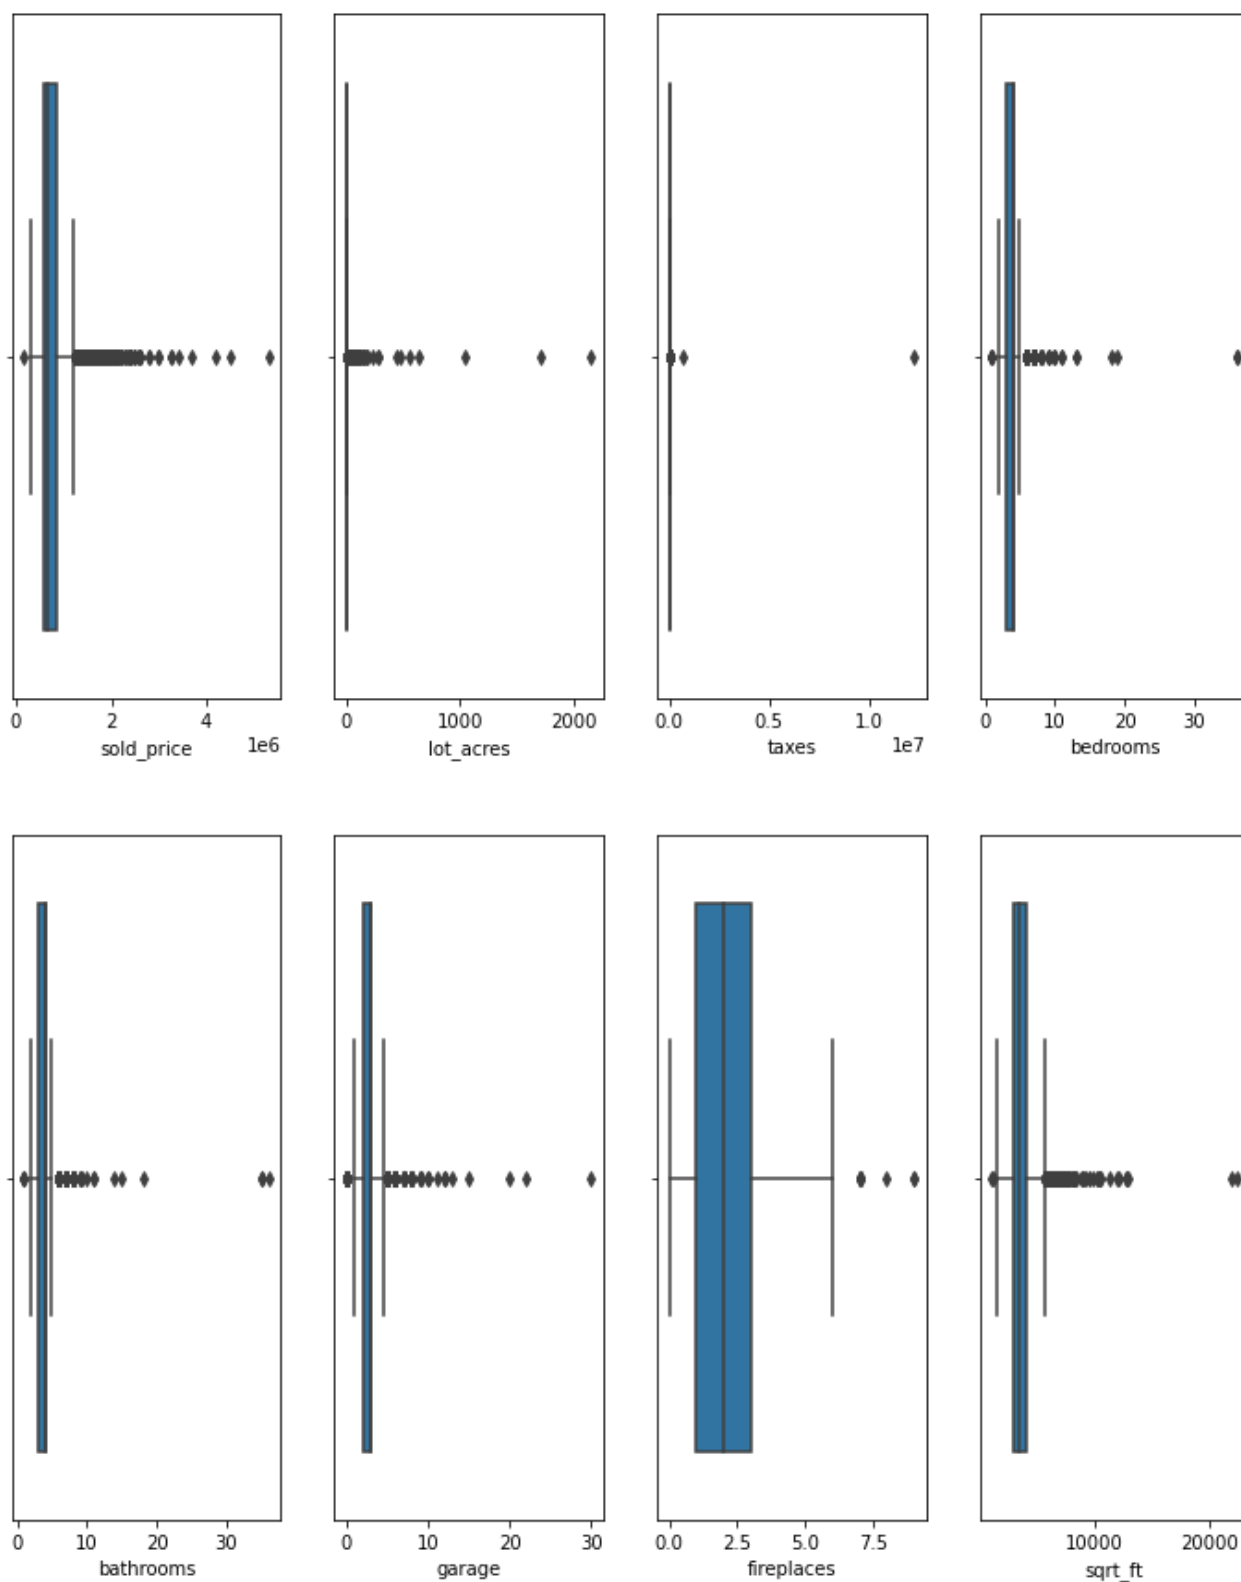 0 2 4
sold_price 1e6
0 1000 2000
lot_acres
0.0 0.5 1.0
taxes 1e7
0 10 20 30
bedrooms
0 10 20 30
bathrooms
0 10 20 30
garage
0.0 2.5 5.0 7.5
fireplaces
10000 20000
sqrt_ft